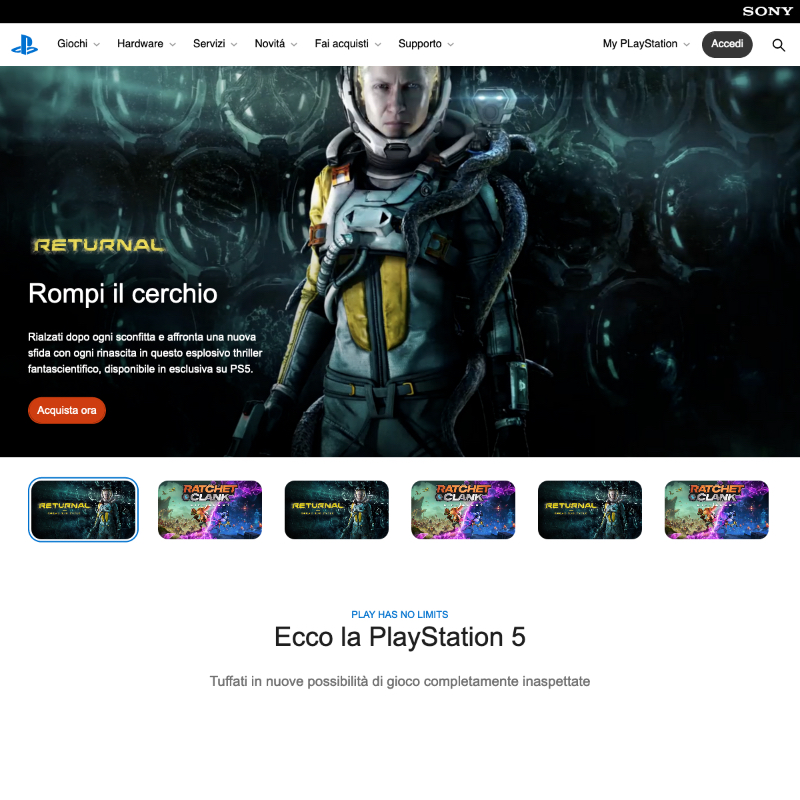 SONY
Giochi Hardware Servizi Novitá Fai acquisti Supporto My PLayStation Accedi
RETURNAL
Rompi il cerchio
Rialzati dopo ogni sconfitta e affronta una nuova
sfida con ogni rinascita in questo esplosivo thriller
fantascientifico, disponibile in esclusiva su PS5.
Acquista ora
RETURNAL RATCHET & CLANK RETURNAL RATCHET & CLANK RETURNAL RATCHET & CLANK
PLAY HAS NO LIMITS
Ecco la PlayStation 5
Tuffati in nuove possibilità di gioco completamente inaspettate